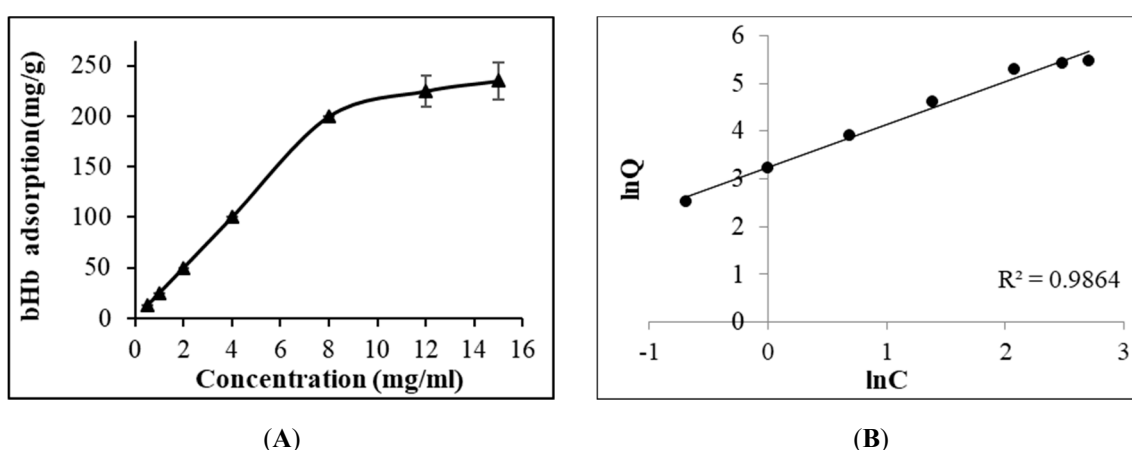 bHb adsorption(mg/g)
250
200
150
100
50
0
0 2 4 6 8 10 12 14 16
Concentration (mg/ml)
(A)
lnQ
6
5
4
3
2
1
0
-1 0 1 2 3
lnC
R² = 0.9864
(B)